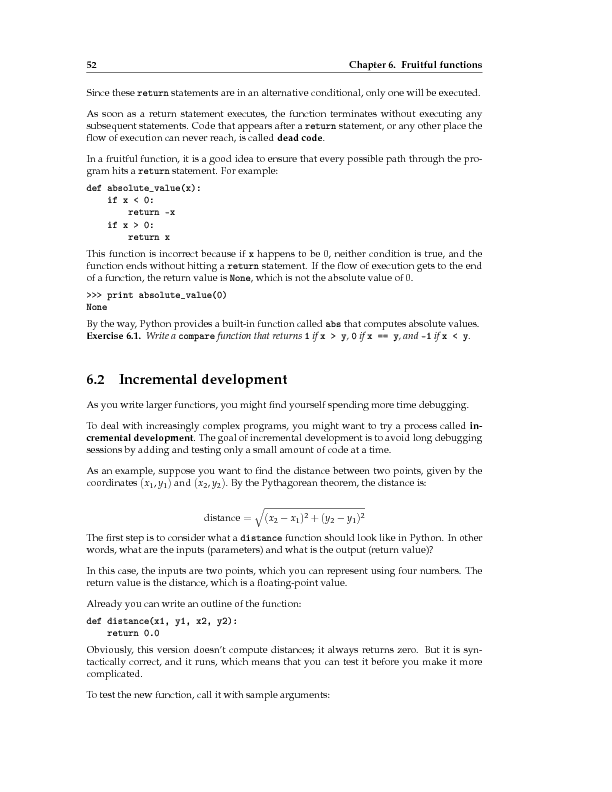 52 Chapter 6. Fruitful functions
Since these return statements are in an alternative conditional, only one will be executed.
As soon as a return statement executes, the function terminates without executing any
subsequent statements. Code that appears after a return statement, or any other place the
flow of execution can never reach, is called dead code.
In a fruitful function, it is a good idea to ensure that every possible path through the pro-
gram hits a return statement. For example:
def absolute_value(x):
    if x < 0:
        return -x
    if x > 0:
        return x
This function is incorrect because if x happens to be 0, neither condition is true, and the
function ends without hitting a return statement. If the flow of execution gets to the end
of a function, the return value is None, which is not the absolute value of 0.
>>> print absolute_value(0)
None
By the way, Python provides a built-in function called abs that computes absolute values.
Exercise 6.1. Write a compare function that returns 1 if x > y, 0 if x == y, and -1 if x < y.
6.2 Incremental development
As you write larger functions, you might find yourself spending more time debugging.
To deal with increasingly complex programs, you might want to try a process called in-
cremental development. The goal of incremental development is to avoid long debugging
sessions by adding and testing only a small amount of code at a time.
As an example, suppose you want to find the distance between two points, given by the
coordinates (x₁, y₁) and (x₂, y₂). By the Pythagorean theorem, the distance is:
distance = √((x₂ − x₁)² + (y₂ − y₁)²)
The first step is to consider what a distance function should look like in Python. In other
words, what are the inputs (parameters) and what is the output (return value)?
In this case, the inputs are two points, which you can represent using four numbers. The
return value is the distance, which is a floating-point value.
Already you can write an outline of the function:
def distance(x1, y1, x2, y2):
    return 0.0
Obviously, this version doesn't compute distances; it always returns zero. But it is syn-
tactically correct, and it runs, which means that you can test it before you make it more
complicated.
To test the new function, call it with sample arguments: